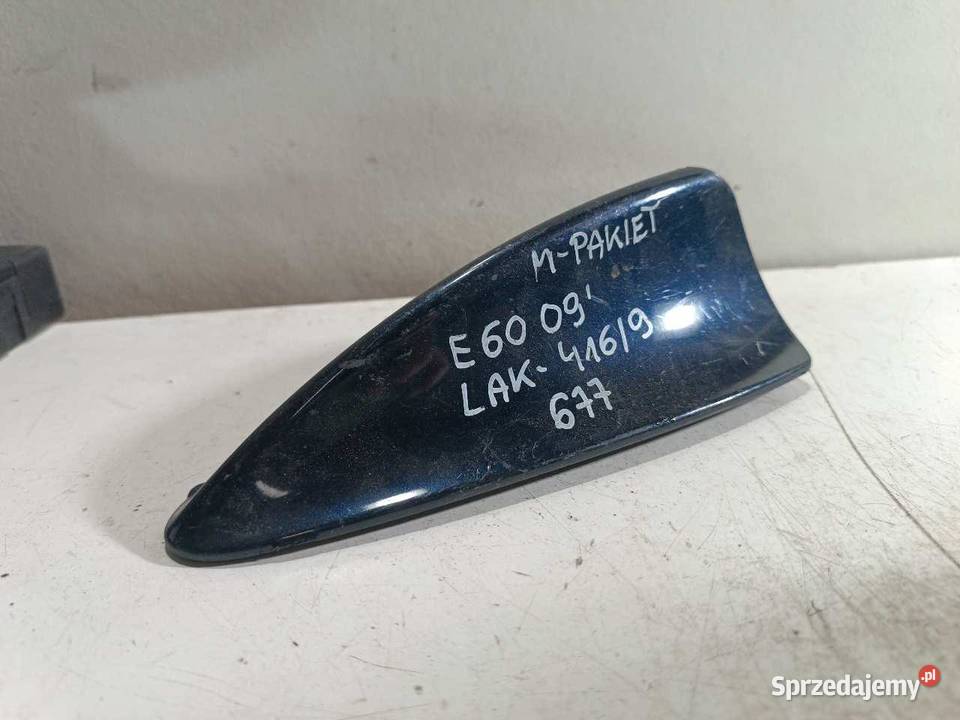 M-PAKIET
E60 09'
LAK- 416/9
677
Sprzedajemy.pl